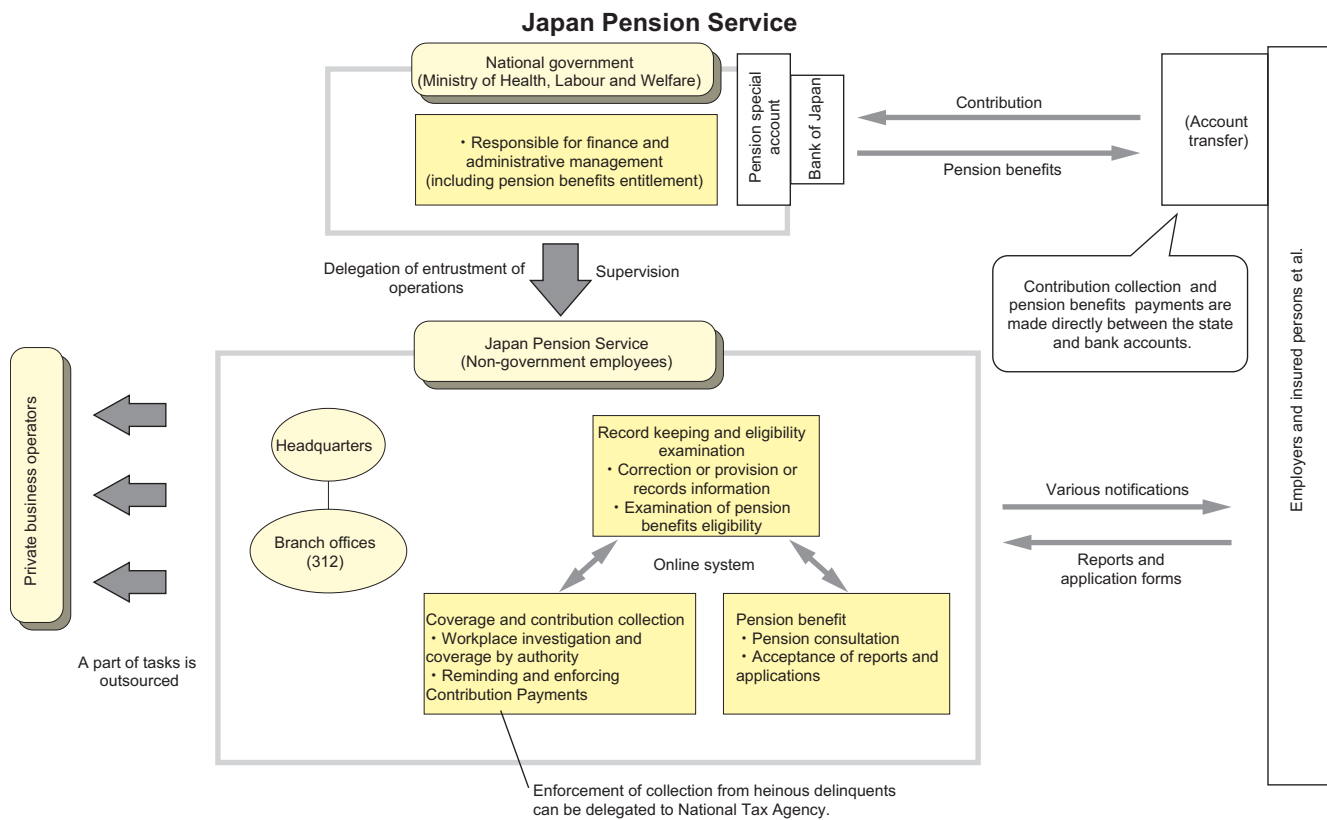 Japan Pension Service
National government
(Ministry of Health, Labour and Welfare)
・Responsible for finance and
administrative management
(including pension benefits entitlement)
Pension special
account
Bank of Japan
Contribution
Pension benefits
(Account
transfer)
Employers and insured persons et al.
Contribution collection and
pension benefits payments are
made directly between the state
and bank accounts.
Delegation of entrustment of
operations
Supervision
Japan Pension Service
(Non-government employees)
Private business operators
A part of tasks is
outsourced
Headquarters
Branch offices
(312)
Record keeping and eligibility
examination
・Correction or provision or
records information
・Examination of pension
benefits eligibility
Online system
Coverage and contribution collection
・Workplace investigation and
coverage by authority
・Reminding and enforcing
Contribution Payments
Pension benefit
・Pension consultation
・Acceptance of reports and
applications
Various notifications
Reports and
application forms
Enforcement of collection from heinous delinquents
can be delegated to National Tax Agency.